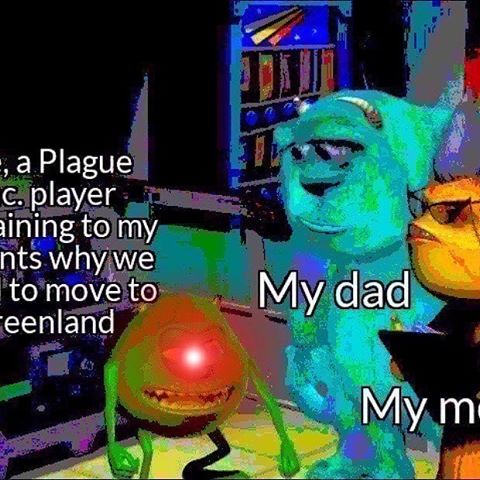 , a Plague
c. player
aining to my
nts why we
to move to
reenland
My dad
My m